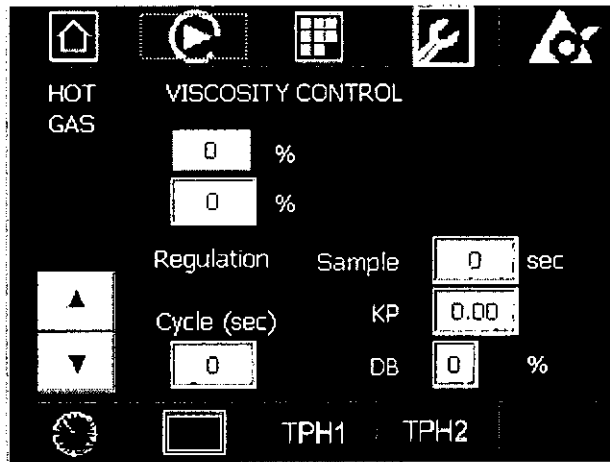 HOT VISCOSITY CONTROL
GAS
0 %
0 %
Regulation Sample 0 sec
Cycle (sec) KP 0.00
0 DB 0 %
TPH1 TPH2